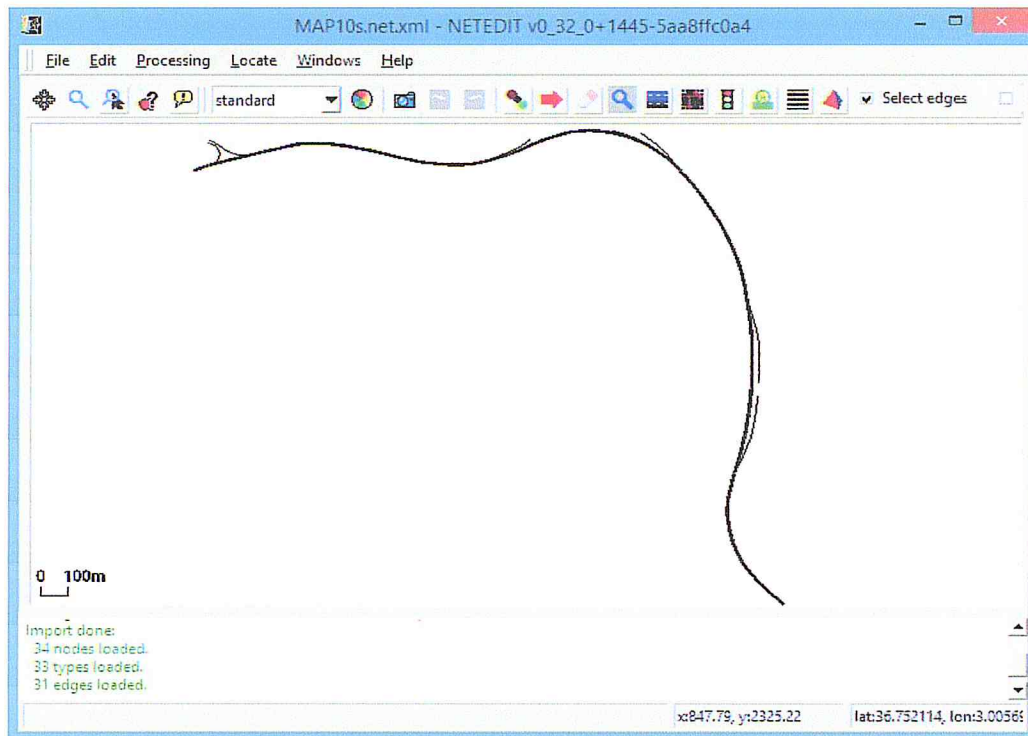 MAP10s.net.xml - NETEDIT v0_32_0+1445-5aa8ffc0a4
File Edit Processing Locate Windows Help
standard Select edges
0 100m
Import done:
34 nodes loaded.
33 types loaded.
31 edges loaded.
x:847.79, y:2325.22 lat:36.752114, lon:3.00569